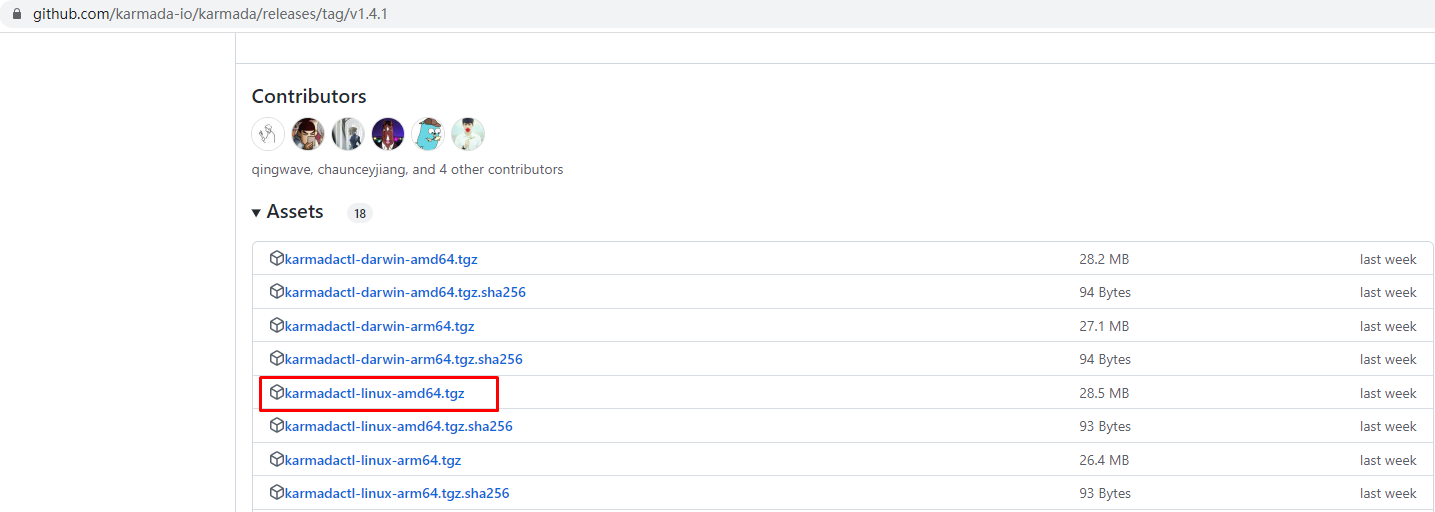 github.com/karmada-io/karmada/releases/tag/v1.4.1
Contributors
qingwave, chaunceyjiang, and 4 other contributors
Assets 18
karmadactl-darwin-amd64.tgz 28.2 MB last week
karmadactl-darwin-amd64.tgz.sha256 94 Bytes last week
karmadactl-darwin-arm64.tgz 27.1 MB last week
karmadactl-darwin-arm64.tgz.sha256 94 Bytes last week
karmadactl-linux-amd64.tgz 28.5 MB last week
karmadactl-linux-amd64.tgz.sha256 93 Bytes last week
karmadactl-linux-arm64.tgz 26.4 MB last week
karmadactl-linux-arm64.tgz.sha256 93 Bytes last week